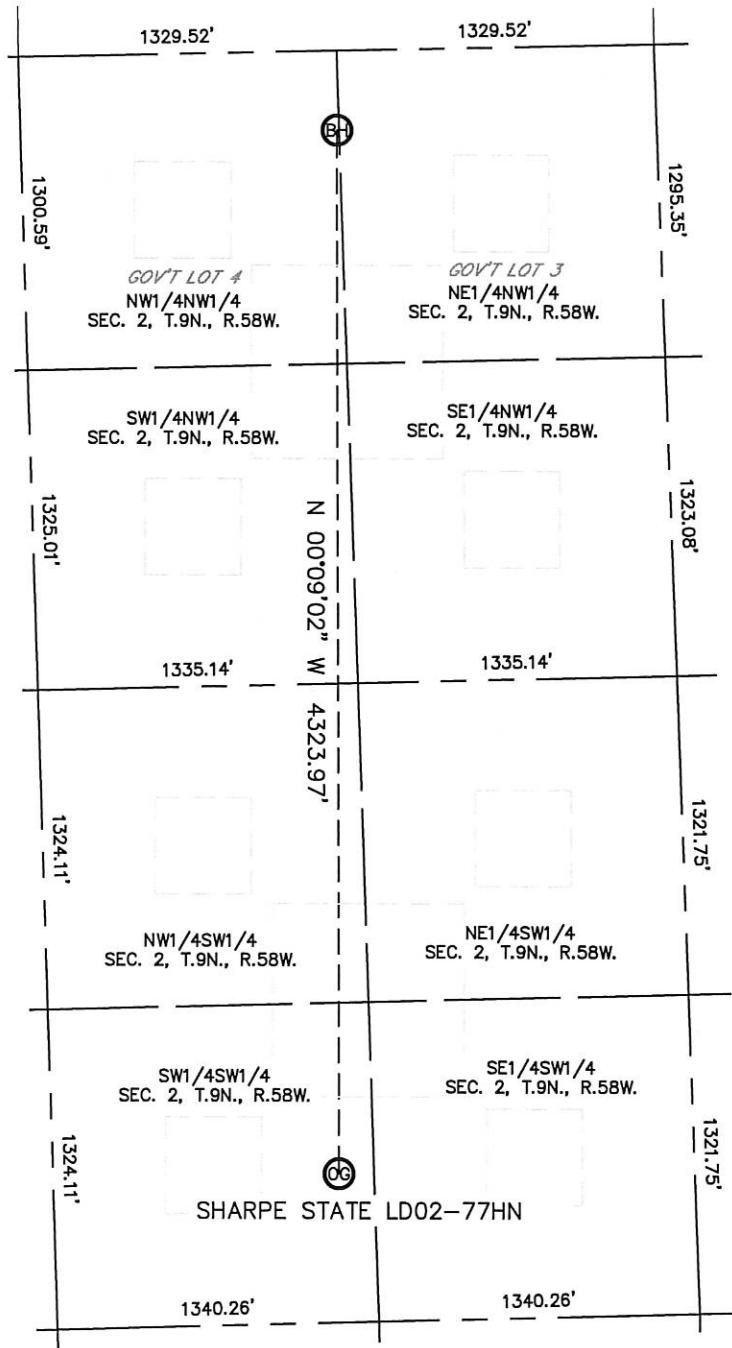 1329.52'
1329.52'
BH
1300.59'
1295.35'
GOV'T LOT 4
NW1/4NW1/4
SEC. 2, T.9N., R.58W.
GOV'T LOT 3
NE1/4NW1/4
SEC. 2, T.9N., R.58W.
SW1/4NW1/4
SEC. 2, T.9N., R.58W.
SE1/4NW1/4
SEC. 2, T.9N., R.58W.
1325.01'
N 00°09'02" W 4323.97'
1323.08'
1335.14'
1335.14'
1324.11'
1321.75'
NW1/4SW1/4
SEC. 2, T.9N., R.58W.
NE1/4SW1/4
SEC. 2, T.9N., R.58W.
SW1/4SW1/4
SEC. 2, T.9N., R.58W.
SE1/4SW1/4
SEC. 2, T.9N., R.58W.
1324.11'
1321.75'
OG
SHARPE STATE LD02-77HN
1340.26'
1340.26'